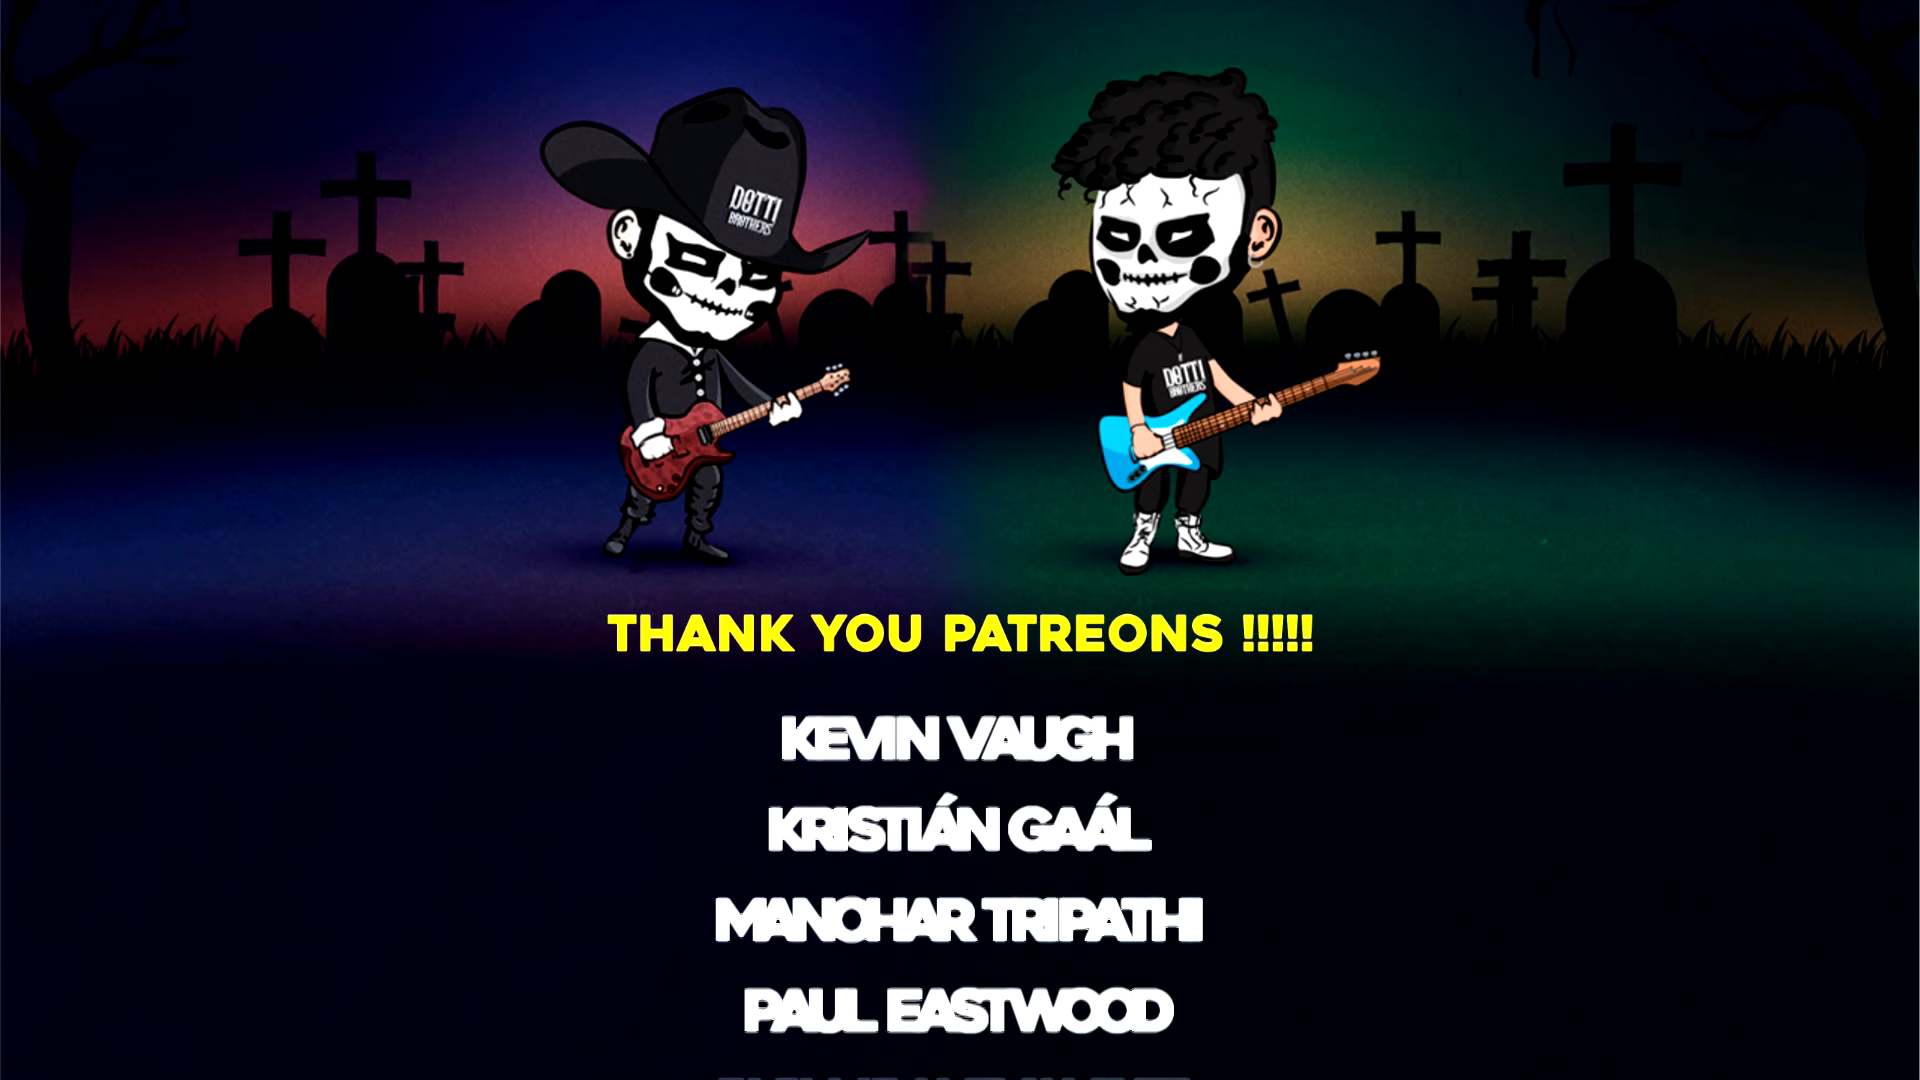 DOTTI
BROTHERS
DOTTI
BROTHERS
THANK YOU PATREONS !!!!!
KEVIN VAUGH
KRISTIÁN GAÁL
MANOHAR TRIPATHI
PAUL EASTWOOD